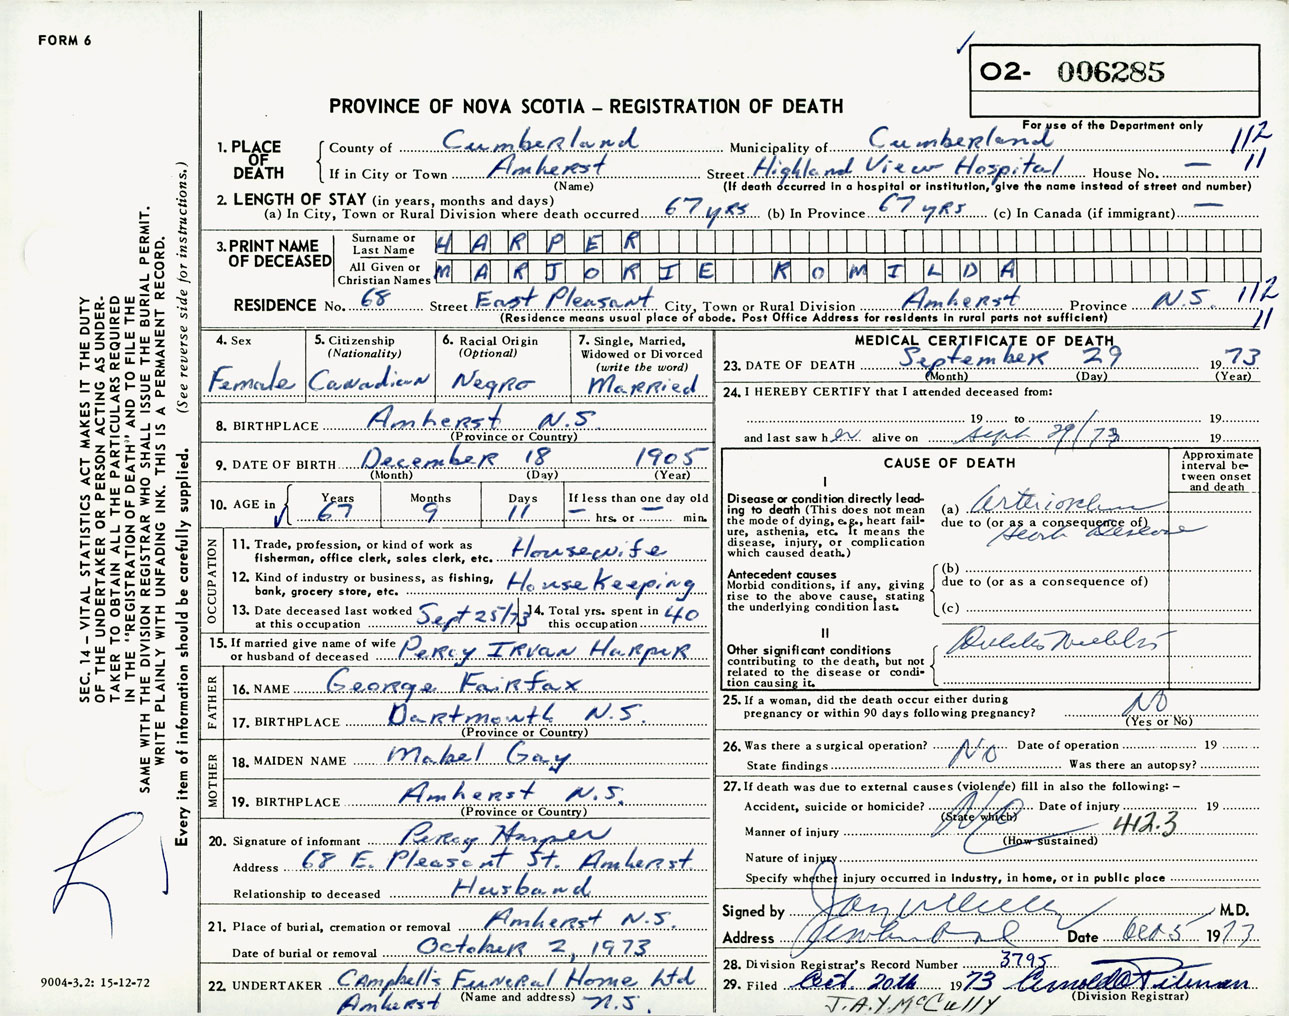 FORM 6
O2- 006285
PROVINCE OF NOVA SCOTIA – REGISTRATION OF DEATH
For use of the Department only
1. PLACE OF DEATH County of Cumberland Municipality of Cumberland 112
If in City or Town Amherst Street Highland View Hospital House No. — 11
(Name) (If death occurred in a hospital or institution, give the name instead of street and number)
2. LENGTH OF STAY (in years, months and days)
(a) In City, Town or Rural Division where death occurred 67 yrs (b) In Province 67 yrs (c) In Canada (if immigrant) —
3. PRINT NAME OF DECEASED Surname or Last Name HARPER
All Given or Christian Names MARJORIE ROMILDA
RESIDENCE No. 68 Street East Pleasant City, Town or Rural Division Amherst Province N.S. 112
(Residence means usual place of abode. Post Office Address for residents in rural parts not sufficient) 11
4. Sex Female
5. Citizenship (Nationality) Canadian
6. Racial Origin (Optional) Negro
7. Single, Married, Widowed or Divorced (write the word) Married
8. BIRTHPLACE Amherst N.S.
(Province or Country)
9. DATE OF BIRTH December 18 1905
(Month) (Day) (Year)
10. AGE in Years 67 Months 9 Days 11 If less than one day old — hrs. or — min.
OCCUPATION
11. Trade, profession, or kind of work as fisherman, office clerk, sales clerk, etc. Housewife
12. Kind of industry or business, as fishing, bank, grocery store, etc. House Keeping
13. Date deceased last worked at this occupation Sept 25/73 14. Total yrs. spent in this occupation 40
15. If married give name of wife or husband of deceased Percy Irvan Harper
FATHER
16. NAME George Fairfax
17. BIRTHPLACE Dartmouth N.S.
(Province or Country)
MOTHER
18. MAIDEN NAME Mabel Gay
19. BIRTHPLACE Amherst N.S.
(Province or Country)
20. Signature of informant Percy Harper
Address 68 E. Pleasant St. Amherst
Relationship to deceased Husband
21. Place of burial, cremation or removal Amherst N.S.
Date of burial or removal October 2, 1973
22. UNDERTAKER Campbell's Funeral Home Ltd
(Name and address)
Amherst N.S.
MEDICAL CERTIFICATE OF DEATH
23. DATE OF DEATH September 29 1973
(Month) (Day) (Year)
24. I HEREBY CERTIFY that I attended deceased from:
19 to 19
and last saw her alive on Sept 29/73 19
CAUSE OF DEATH
Approximate interval between onset and death
I
Disease or condition directly leading to death (This does not mean the mode of dying, e.g., heart failure, asthenia, etc. It means the disease, injury, or complication which caused death.)
(a)
due to (or as a consequence of)
Antecedent causes
Morbid conditions, if any, giving rise to the above cause, stating the underlying condition last.
(b)
due to (or as a consequence of)
(c)
II
Other significant conditions contributing to the death, but not related to the disease or condition causing it.
25. If a woman, did the death occur either during pregnancy or within 90 days following pregnancy? No
(Yes or No)
26. Was there a surgical operation? No Date of operation 19
State findings Was there an autopsy?
27. If death was due to external causes (violence) fill in also the following: –
Accident, suicide or homicide? No Date of injury 19
(State which)
Manner of injury 412.3
(How sustained)
Nature of injury
Specify whether injury occurred in industry, in home, or in public place
Signed by M.D.
Address Date Oct 5 1973
28. Division Registrar's Record Number 3795
29. Filed Oct. 20th 1973
(Division Registrar)
J.A.Y. McCully
SEC. 14 – VITAL STATISTICS ACT MAKES IT THE DUTY
OF THE UNDERTAKER OR PERSON ACTING AS UNDER-
TAKER TO OBTAIN ALL THE PARTICULARS REQUIRED
IN THE "REGISTRATION OF DEATH" AND TO FILE THE
SAME WITH THE DIVISION REGISTRAR WHO SHALL ISSUE THE BURIAL PERMIT.
WRITE PLAINLY WITH UNFADING INK. THIS IS A PERMANENT RECORD.
Every item of information should be carefully supplied. (See reverse side for instructions.)
9004-3.2: 15-12-72